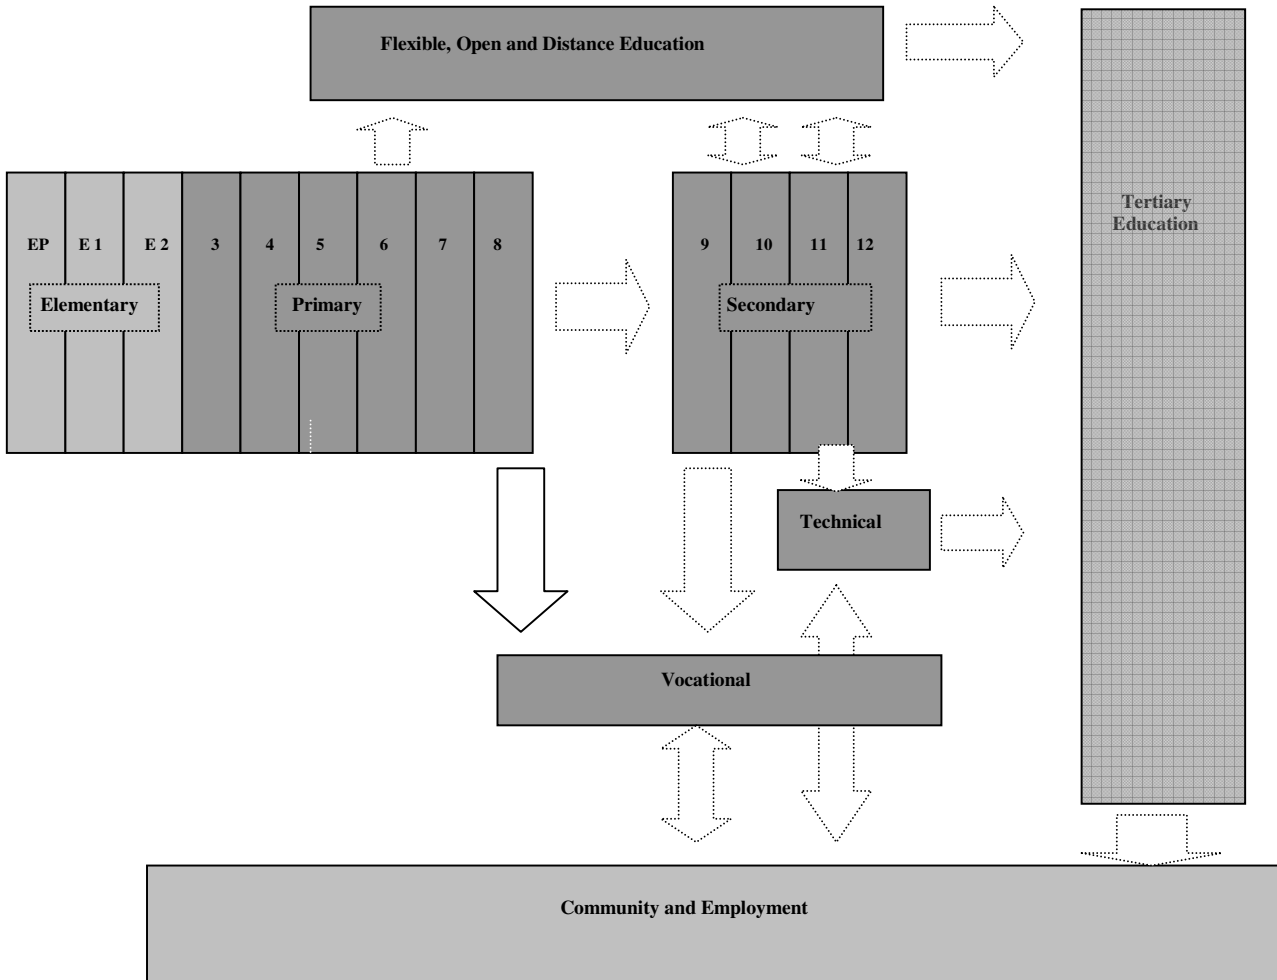 Flexible, Open and Distance Education
EP E 1 E 2 3 4 5 6 7 8
9 10 11 12
Elementary
Primary
Secondary
Tertiary
Education
Technical
Vocational
Community and Employment